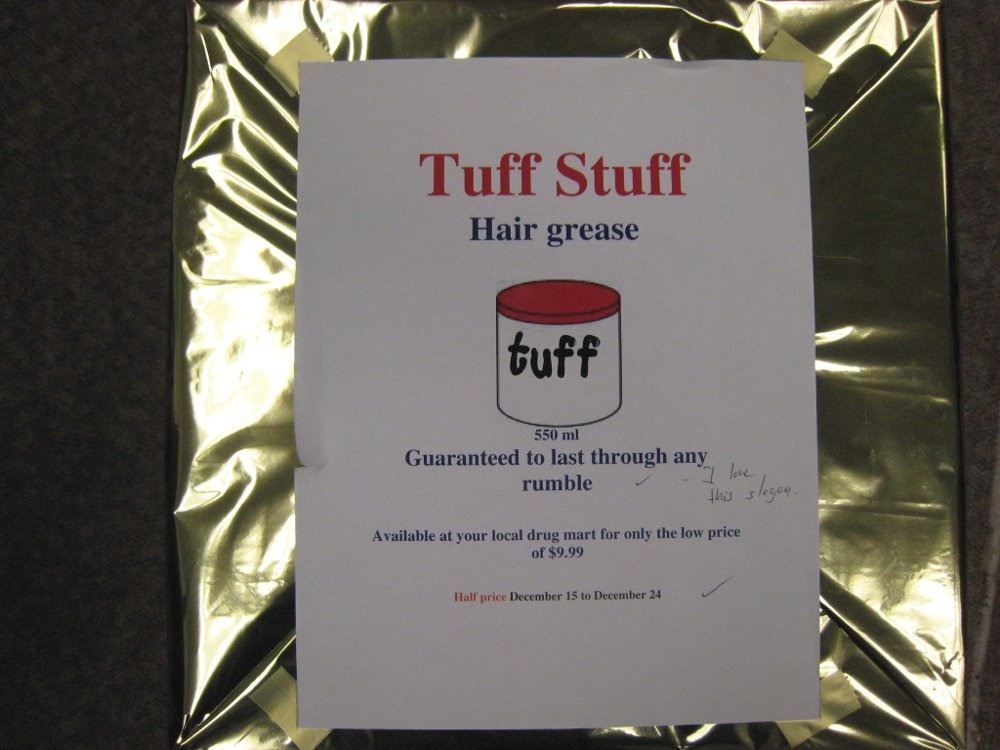 Tuff Stuff
Hair grease
tuff
550 ml
Guaranteed to last through any
rumble
- I love
this slogan.
Available at your local drug mart for only the low price
of $9.99
Half price December 15 to December 24